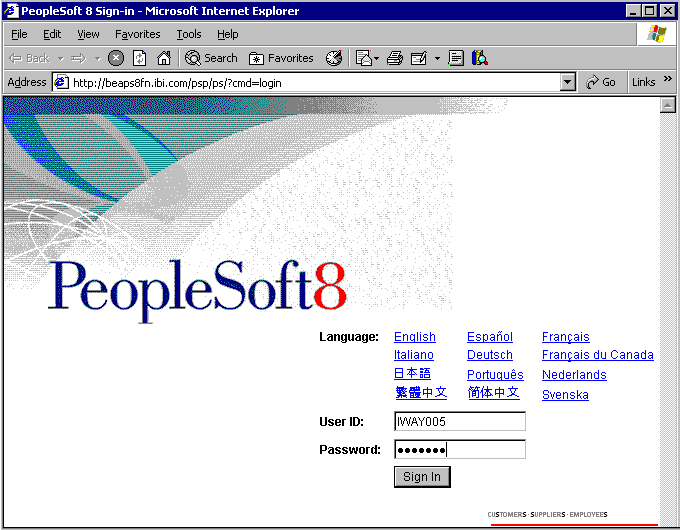 PeopleSoft 8 Sign-in - Microsoft Internet Explorer
File Edit View Favorites Tools Help
Back Search Favorites
Address http://beaps8fn.ibi.com/psp/ps/?cmd=login Go Links »
PeopleSoft8
Language: English Español Français
Italiano Deutsch Français du Canada
日本語 Português Nederlands
繁體中文 简体中文 Svenska
User ID: IWAY005
Password: •••••••
Sign In
CUSTOMERS · SUPPLIERS · EMPLOYEES